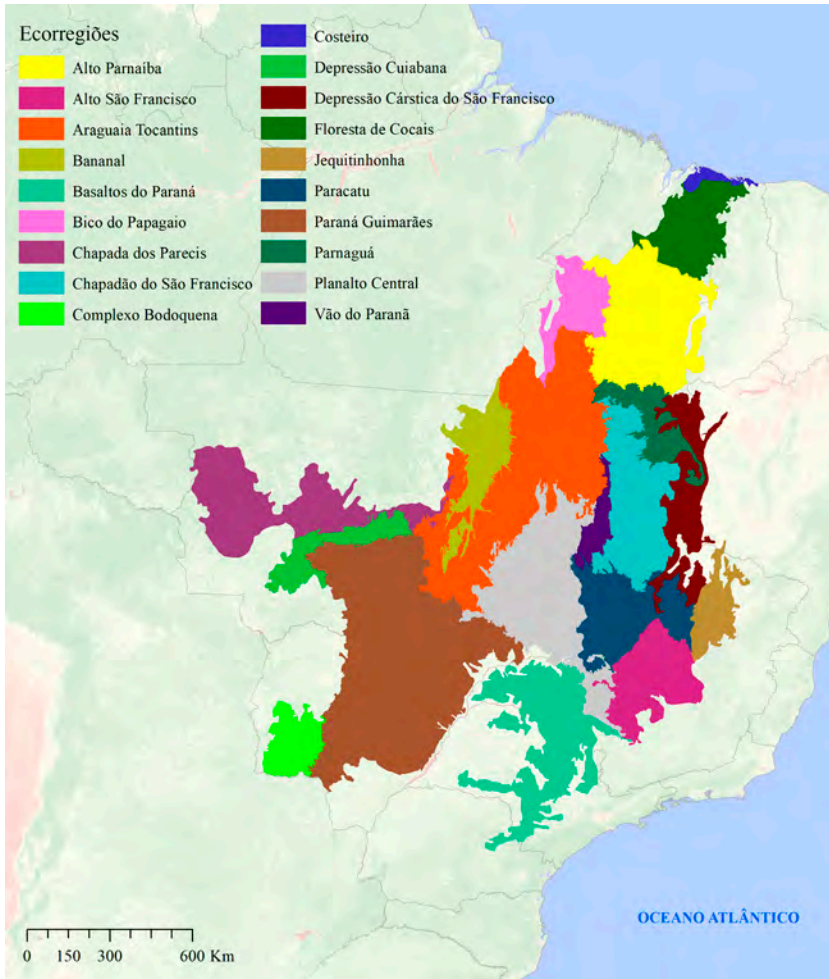 Ecorregiões
Alto Parnaíba
Alto São Francisco
Araguaia Tocantins
Bananal
Basaltos do Paraná
Bico do Papagaio
Chapada dos Parecis
Chapadão do São Francisco
Complexo Bodoquena
Costeiro
Depressão Cuiabana
Depressão Cárstica do São Francisco
Floresta de Cocais
Jequitinhonha
Paracatu
Paraná Guimarães
Parnaguá
Planalto Central
Vão do Paranã
OCEANO ATLÂNTICO
0 150 300 600 Km